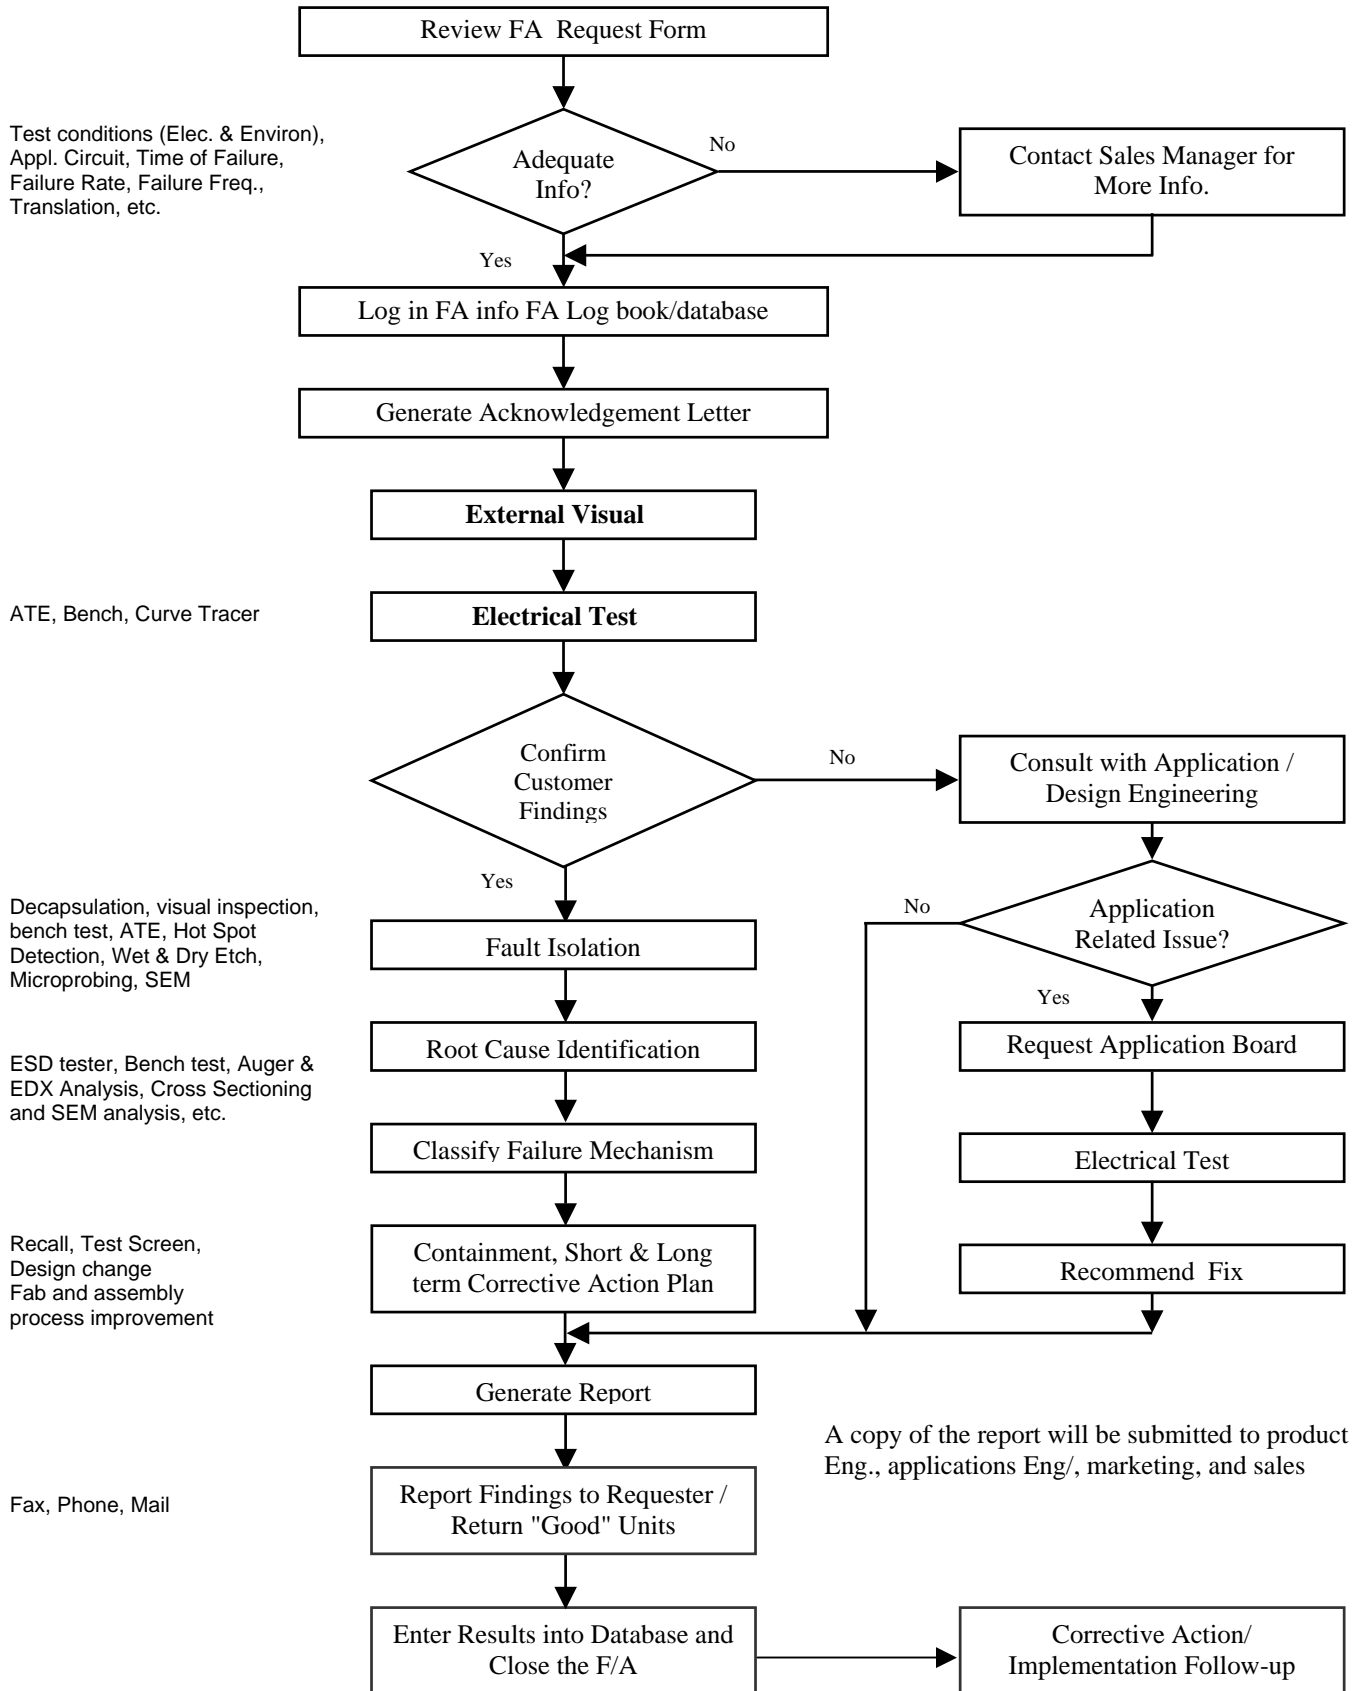 Review FA  Request Form
Test conditions (Elec. & Environ),
Appl. Circuit, Time of Failure,
Failure Rate, Failure Freq.,
Translation, etc.
Adequate
Info?
No
Contact Sales Manager for
More Info.
Yes
Log in FA info FA Log book/database
Generate Acknowledgement Letter
External Visual
ATE, Bench, Curve Tracer
Electrical Test
Confirm
Customer
Findings
No
Consult with Application /
Design Engineering
Yes
Decapsulation, visual inspection,
bench test, ATE, Hot Spot
Detection, Wet & Dry Etch,
Microprobing, SEM
Fault Isolation
No
Application
Related Issue?
Yes
Root Cause Identification
Request Application Board
ESD tester, Bench test, Auger &
EDX Analysis, Cross Sectioning
and SEM analysis, etc.
Classify Failure Mechanism
Electrical Test
Recall, Test Screen,
Design change
Fab and assembly
process improvement
Containment, Short & Long
term Corrective Action Plan
Recommend  Fix
Generate Report
A copy of the report will be submitted to product
Eng., applications Eng/, marketing, and sales
Fax, Phone, Mail
Report Findings to Requester /
Return "Good" Units
Enter Results into Database and
Close the F/A
Corrective Action/
Implementation Follow-up